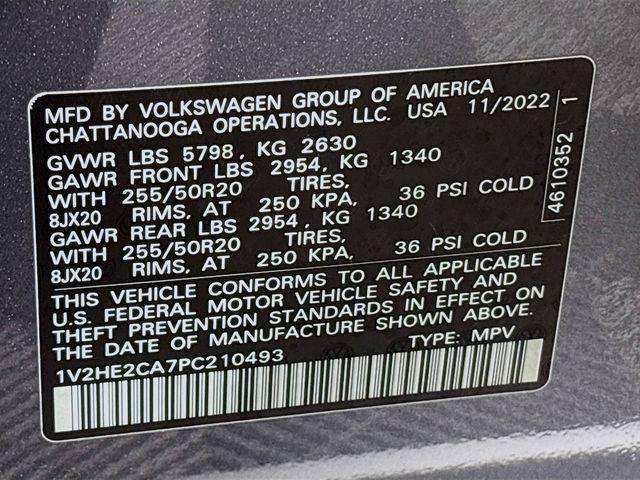 MFD BY VOLKSWAGEN GROUP OF AMERICA
CHATTANOOGA OPERATIONS, LLC. USA 11/2022
GVWR LBS 5798, KG 2630
GAWR FRONT LBS 2954, KG 1340
WITH 255/50R20 TIRES,
8JX20 RIMS, AT 250 KPA, 36 PSI COLD
GAWR REAR LBS 2954, KG 1340
WITH 255/50R20 TIRES,
8JX20 RIMS, AT 250 KPA, 36 PSI COLD
THIS VEHICLE CONFORMS TO ALL APPLICABLE
U.S. FEDERAL MOTOR VEHICLE SAFETY AND
THEFT PREVENTION STANDARDS IN EFFECT ON
THE DATE OF MANUFACTURE SHOWN ABOVE.
1V2HE2CA7PC210493 TYPE: MPV
4610352 1